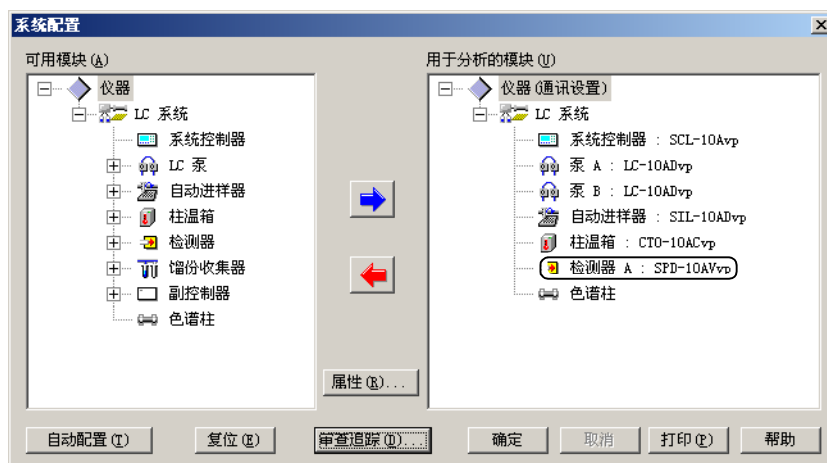 系统配置
可用模块(A)
仪器
LC 系统
系统控制器
LC 泵
自动进样器
柱温箱
检测器
馏份收集器
副控制器
色谱柱
用于分析的模块(U)
仪器(通讯设置)
LC 系统
系统控制器 : SCL-10Avp
泵 A : LC-10ADvp
泵 B : LC-10ADvp
自动进样器 : SIL-10ADvp
柱温箱 : CTO-10ACvp
检测器 A : SPD-10AVvp
色谱柱
属性(R)...
自动配置(T)
复位(E)
审查追踪(D)...
确定
取消
打印(P)
帮助